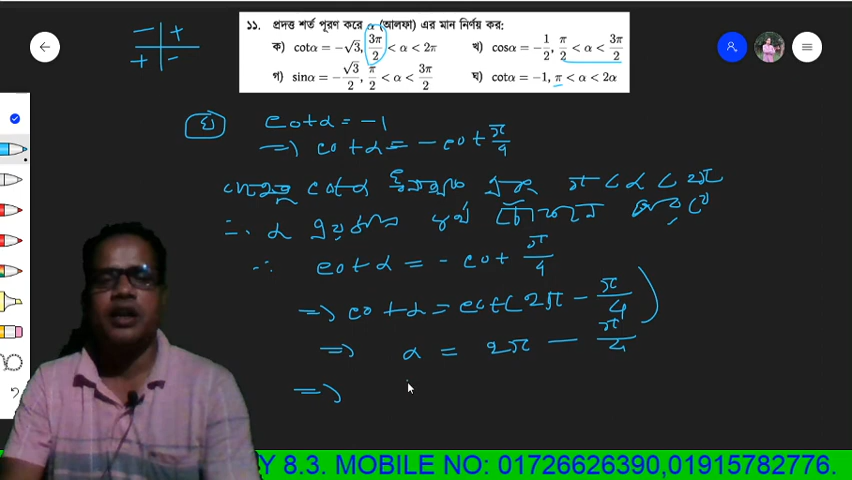 ১১. প্রদত্ত শর্ত পূরণ করে α (আলফা) এর মান নির্ণয় কর:
ক) cotα = −√3, 3π/2 < α < 2π খ) cosα = −1/2, π/2 < α < 3π/2
গ) sinα = −√3/2, π/2 < α < 3π/2 ঘ) cotα = −1, π < α < 2α
− +
+ −
ঘ cotα = −1
⇒ cotα = − cot π/4
যেহেতু cotα ঋণাত্মক এবং π < α < 2π
∴ α এর অবস্থান ৪র্থ
∴ cotα = − cot π/4
⇒ cotα = cot(2π − π/4)
⇒ α = 2π − π/4
⇒
Y 8.3. MOBILE NO: 01726626390,01915782776.